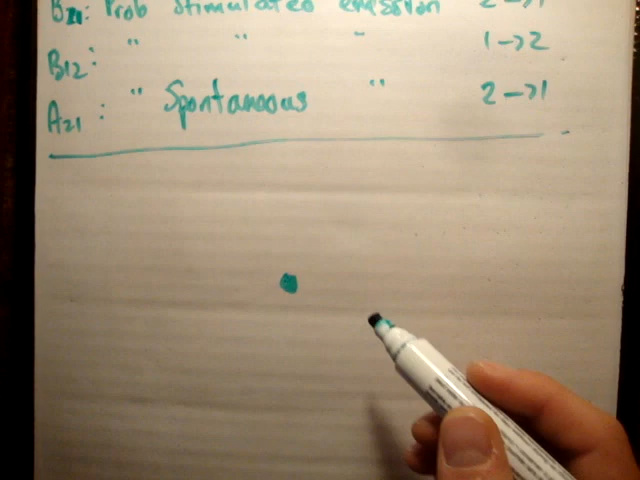 B21: Prob Stimulated emission 2->1
B12: " " " 1->2
A21: " Spontaneous " 2->1